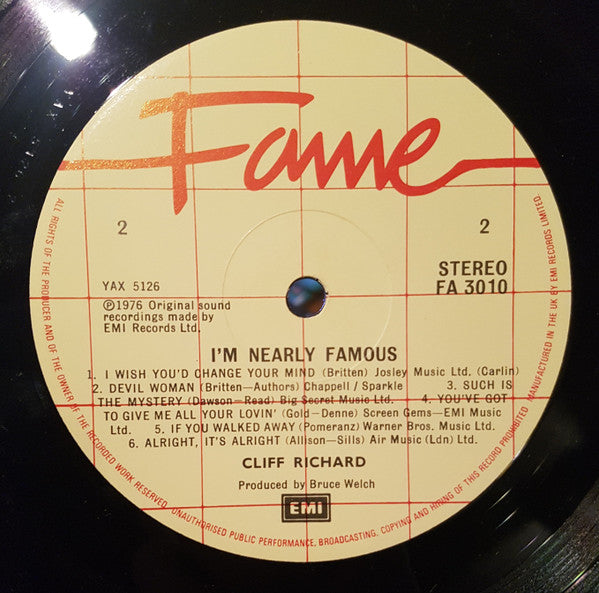 Fame
2
2
YAX 5126
STEREO
FA 3010
℗1976 Original sound
recordings made by
EMI Records Ltd.
I'M NEARLY FAMOUS
1. I WISH YOU'D CHANGE YOUR MIND (Britten) Josley Music Ltd. (Carlin)
2. DEVIL WOMAN (Britten—Authors) Chappell / Sparkle 3. SUCH IS
THE MYSTERY (Dawson—Read) Big Secret Music Ltd. 4. YOU'VE GOT
TO GIVE ME ALL YOUR LOVIN' (Gold—Denne) Screen Gems—EMI Music
Ltd. 5. IF YOU WALKED AWAY (Pomeranz) Warner Bros. Music Ltd.
6. ALRIGHT, IT'S ALRIGHT (Allison—Sills) Air Music (Ldn) Ltd.
CLIFF RICHARD
Produced by Bruce Welch
EMI
ALL RIGHTS OF THE PRODUCER AND OF THE OWNER OF THE RECORDED WORK RESERVED. UNAUTHORISED PUBLIC PERFORMANCE, BROADCASTING, COPYING AND HIRING OF THIS RECORD PROHIBITED. MANUFACTURED IN THE UK BY EMI RECORDS LIMITED.